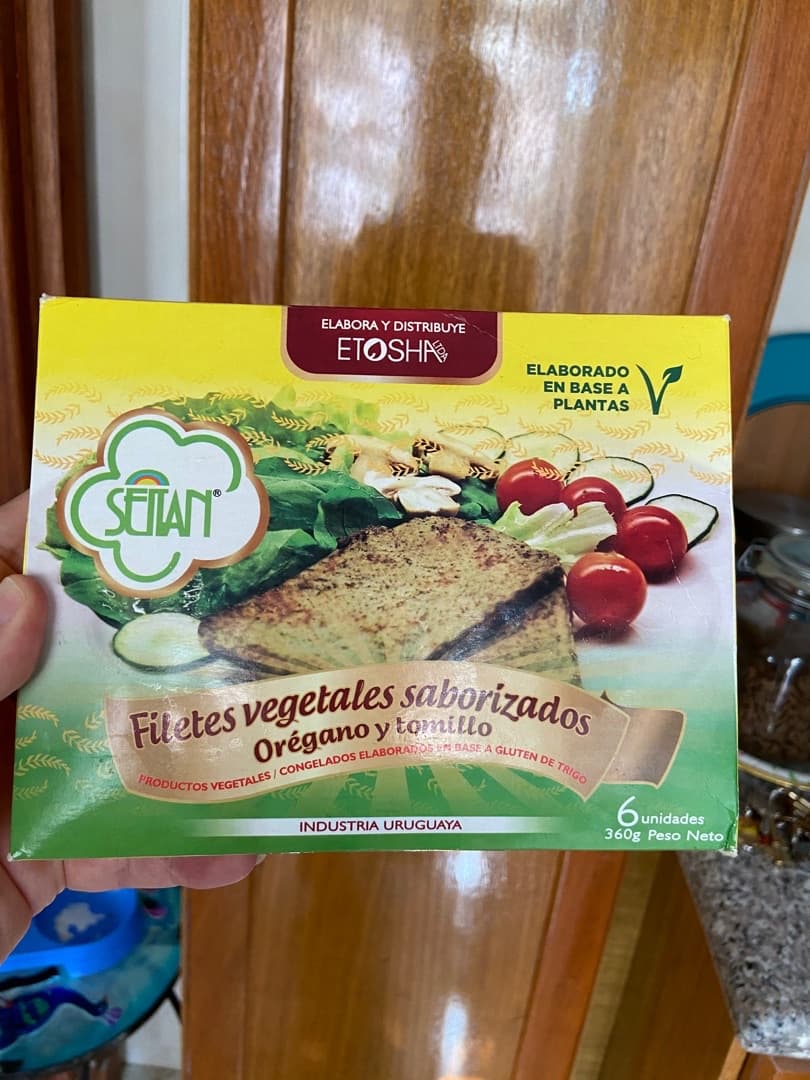 ELABORA Y DISTRIBUYE
ETOSHA LTDA
ELABORADO
EN BASE A
PLANTAS
SEITAN®
Filetes vegetales saborizados
Orégano y tomillo
PRODUCTOS VEGETALES / CONGELADOS ELABORADOS EN BASE A GLUTEN DE TRIGO
INDUSTRIA URUGUAYA
6 unidades
360g Peso Neto